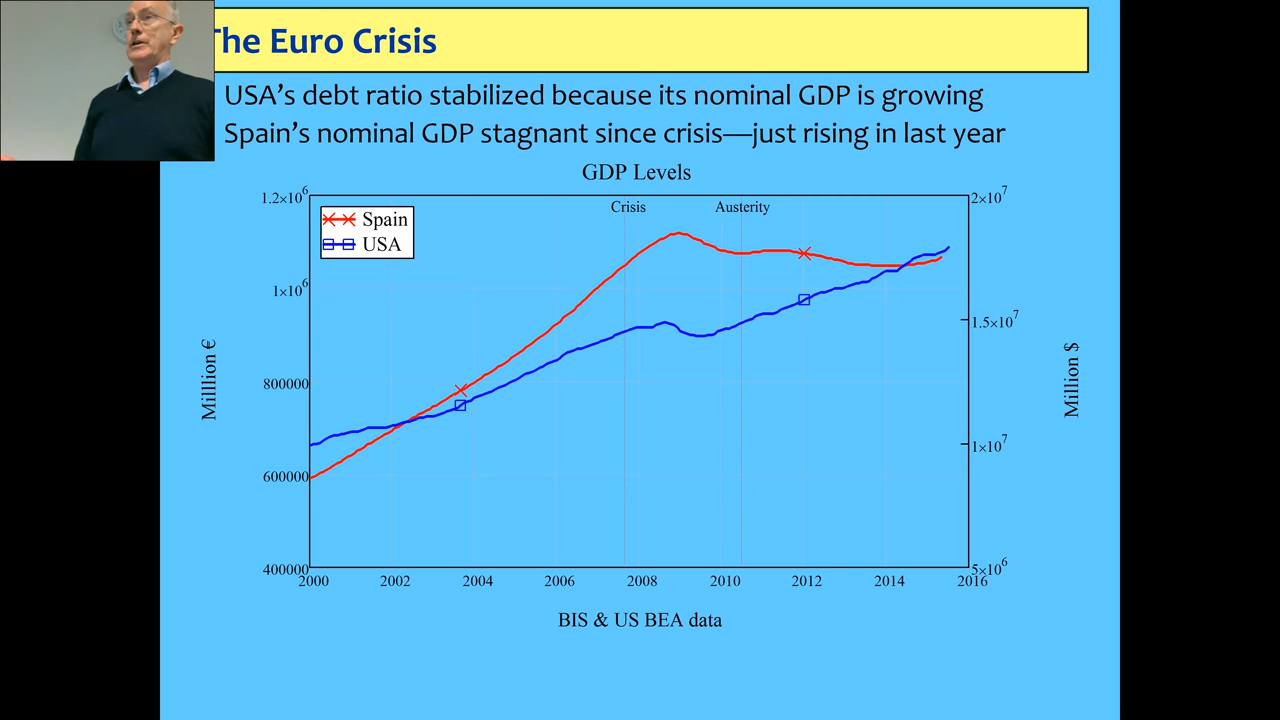 The Euro Crisis
USA's debt ratio stabilized because its nominal GDP is growing
Spain's nominal GDP stagnant since crisis—just rising in last year
GDP Levels
1.2×10^6
2×10^7
Crisis
Austerity
Spain
USA
1×10^6
1.5×10^7
Million €
Million $
800000
1×10^7
600000
400000
5×10^6
2000
2002
2004
2006
2008
2010
2012
2014
2016
BIS & US BEA data